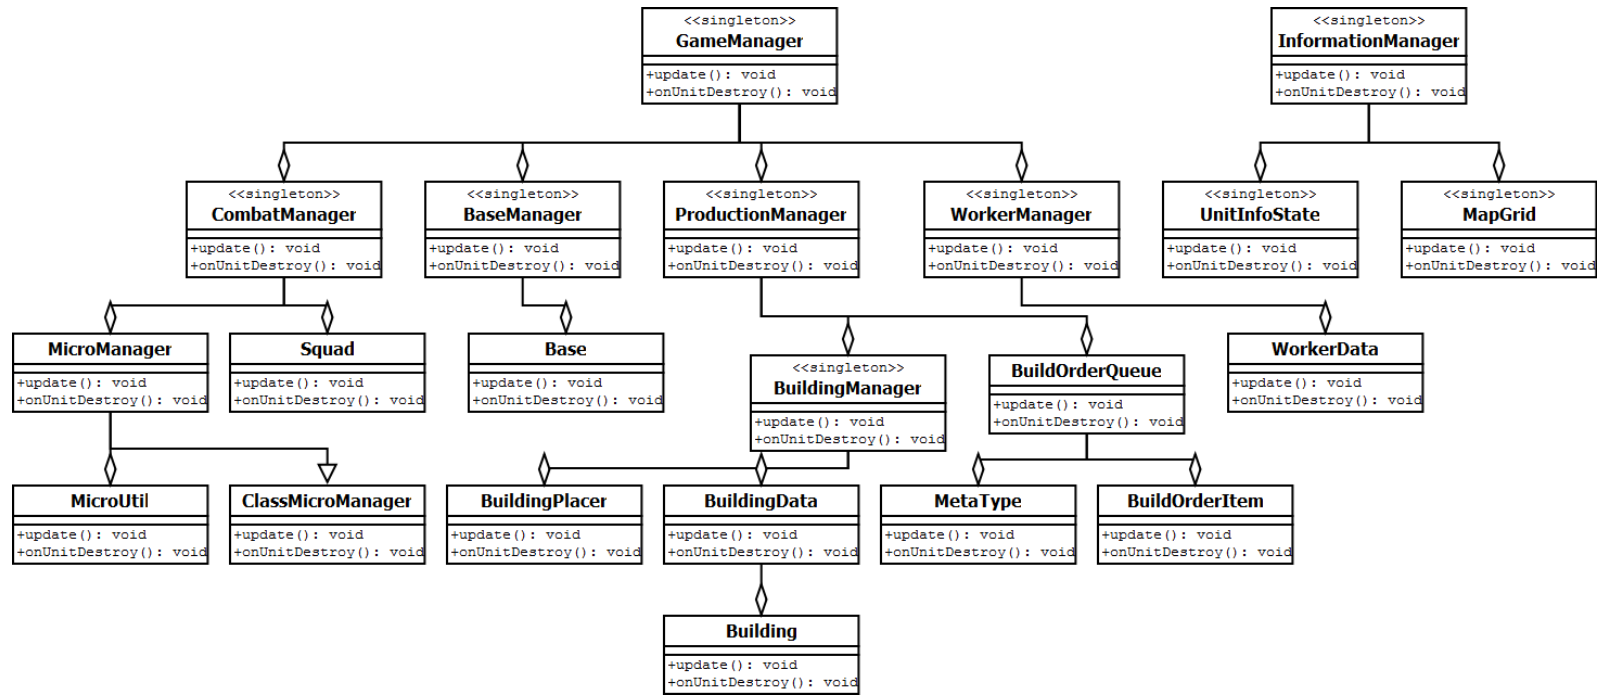 <<singleton>>
GameManager
+update(): void
+onUnitDestroy(): void
<<singleton>>
InformationManager
+update(): void
+onUnitDestroy(): void
<<singleton>>
CombatManager
+update(): void
+onUnitDestroy(): void
<<singleton>>
BaseManager
+update(): void
+onUnitDestroy(): void
<<singleton>>
ProductionManager
+update(): void
+onUnitDestroy(): void
<<singleton>>
WorkerManager
+update(): void
+onUnitDestroy(): void
<<singleton>>
UnitInfoState
+update(): void
+onUnitDestroy(): void
<<singleton>>
MapGrid
+update(): void
+onUnitDestroy(): void
MicroManager
+update(): void
+onUnitDestroy(): void
Squad
+update(): void
+onUnitDestroy(): void
Base
+update(): void
+onUnitDestroy(): void
<<singleton>>
BuildingManager
+update(): void
+onUnitDestroy(): void
BuildOrderQueue
+update(): void
+onUnitDestroy(): void
WorkerData
+update(): void
+onUnitDestroy(): void
MicroUtil
+update(): void
+onUnitDestroy(): void
ClassMicroManager
+update(): void
+onUnitDestroy(): void
BuildingPlacer
+update(): void
+onUnitDestroy(): void
BuildingData
+update(): void
+onUnitDestroy(): void
MetaType
+update(): void
+onUnitDestroy(): void
BuildOrderItem
+update(): void
+onUnitDestroy(): void
Building
+update(): void
+onUnitDestroy(): void